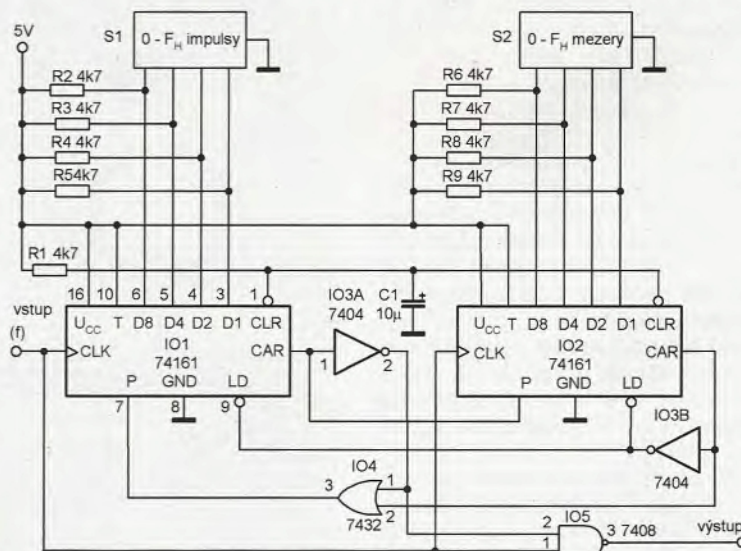 5V
S1
0 - F_H impulsy
S2
0 - F_H mezery
R2 4k7
R3 4k7
R4 4k7
R54k7
R6 4k7
R7 4k7
R8 4k7
R9 4k7
R1 4k7
vstup
(f)
16 10 6 5 4 3 1
U_CC T D8 D4 D2 D1 CLR
CLK
IO1
74161
CAR
P GND LD
7 8 9
IO3A
7404
1 2
C1
10µ
+
U_CC T D8 D4 D2 D1 CLR
CLK
IO2
74161
CAR
P GND LD
IO3B
7404
IO4
3 1
2
7432
IO5
2
1
3 7408
výstup